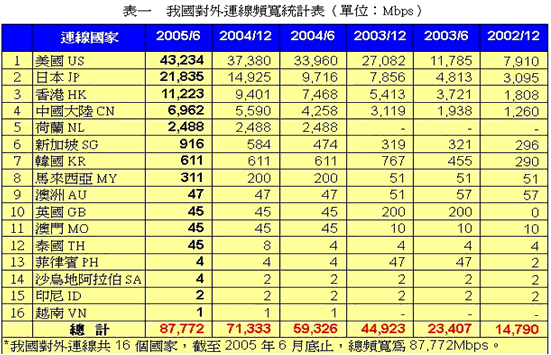 表一 我國對外連線頻寬統計表(單位：Mbps)
連線國家 2005/6 2004/12 2004/6 2003/12 2003/6 2002/12
1 美國 US 43,234 37,380 33,960 27,082 11,785 7,910
2 日本 JP 21,835 14,925 9,716 7,856 4,813 3,095
3 香港 HK 11,223 9,401 7,468 5,413 3,721 1,808
4 中國大陸 CN 6,962 5,590 4,258 3,119 1,938 1,260
5 荷蘭 NL 2,488 2,488 2,488 - - -
6 新加坡 SG 916 584 474 319 321 296
7 韓國 KR 611 611 611 767 455 290
8 馬來西亞 MY 311 200 200 51 51 51
9 澳洲 AU 47 47 47 51 57 57
10 英國 GB 45 45 45 200 200 0
11 澳門 MO 45 45 45 10 10 10
12 泰國 TH 45 8 4 4 4 4
13 菲律賓 PH 4 4 4 47 47 2
14 沙烏地阿拉伯 SA 4 2 2 2 2 2
15 印尼 ID 2 2 2 2 2 2
16 越南 VN 1 1 1 - - -
總 計 87,772 71,333 59,326 44,923 23,407 14,790
*我國對外連線共 16 個國家，截至 2005 年 6 月底止，總頻寬為 87,772Mbps。